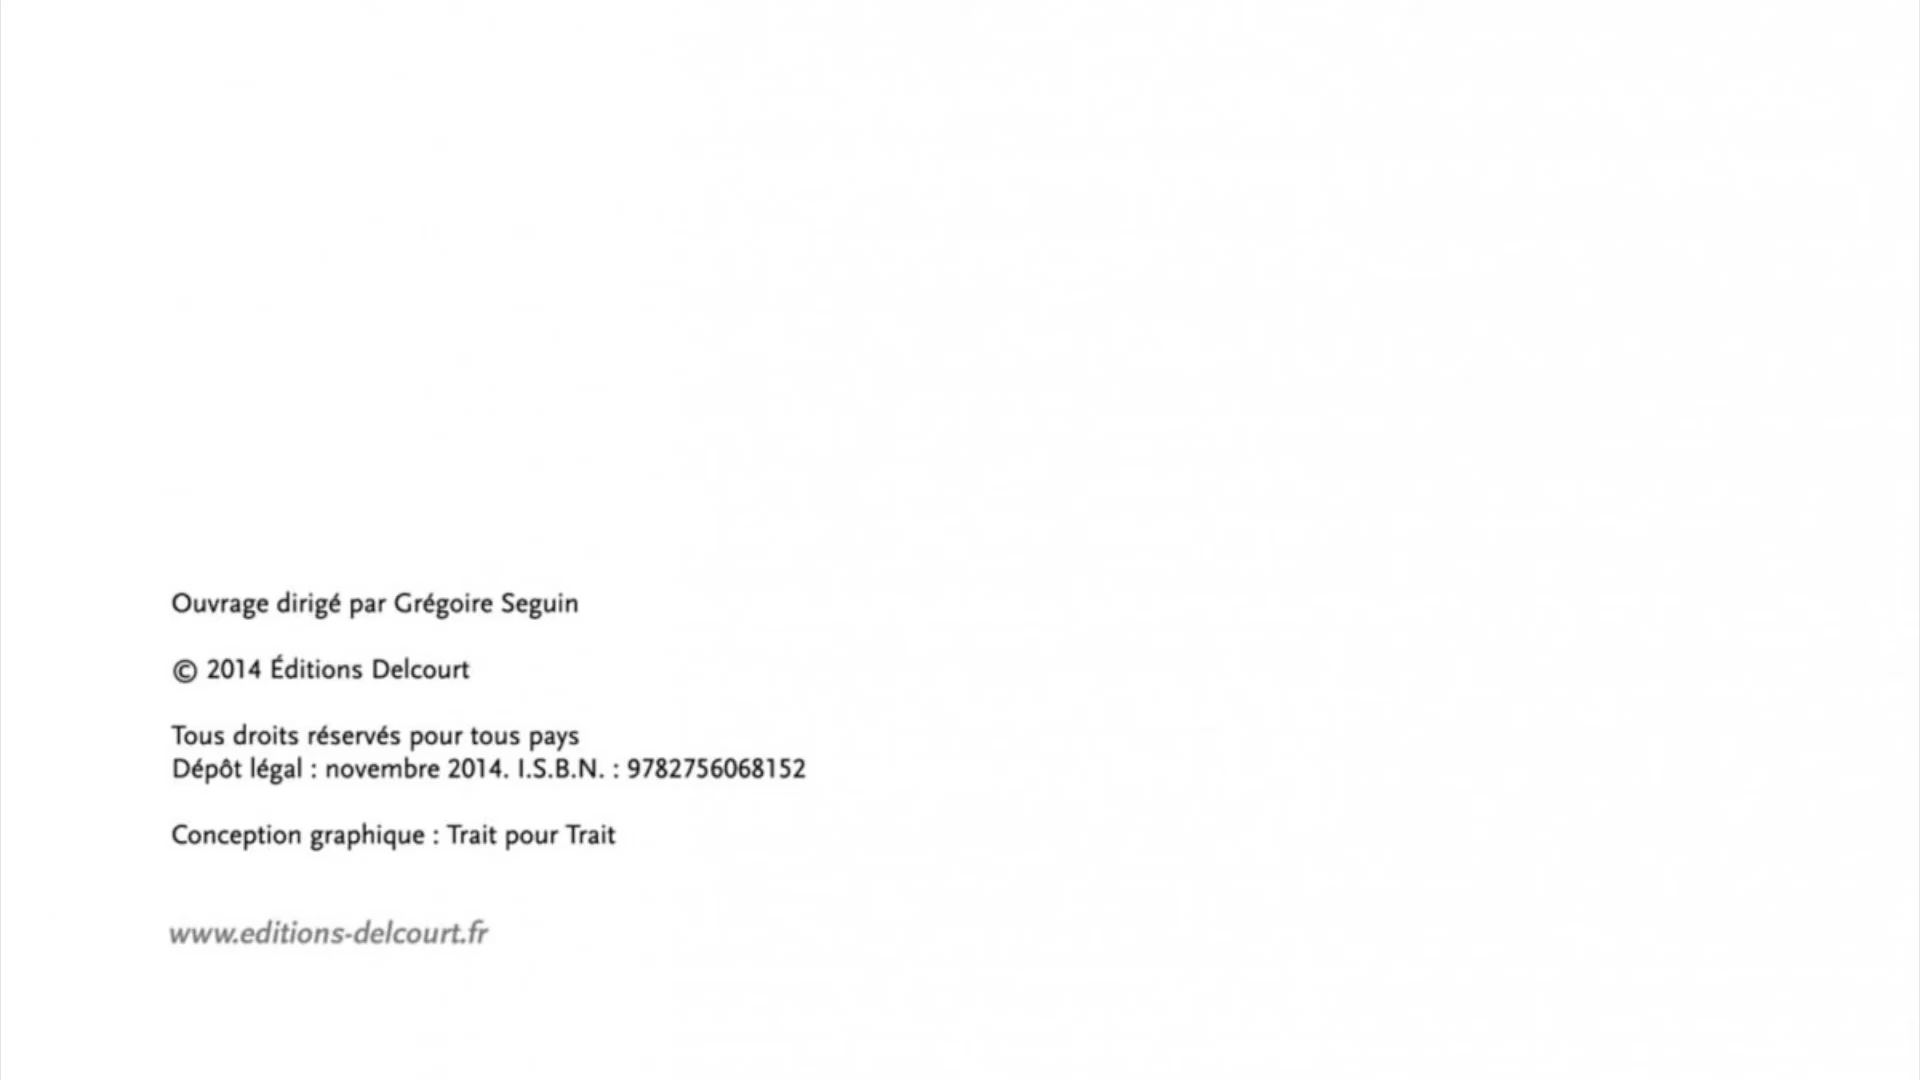 Ouvrage dirigé par Grégoire Seguin
© 2014 Éditions Delcourt
Tous droits réservés pour tous pays
Dépôt légal : novembre 2014. I.S.B.N. : 9782756068152
Conception graphique : Trait pour Trait
www.editions-delcourt.fr